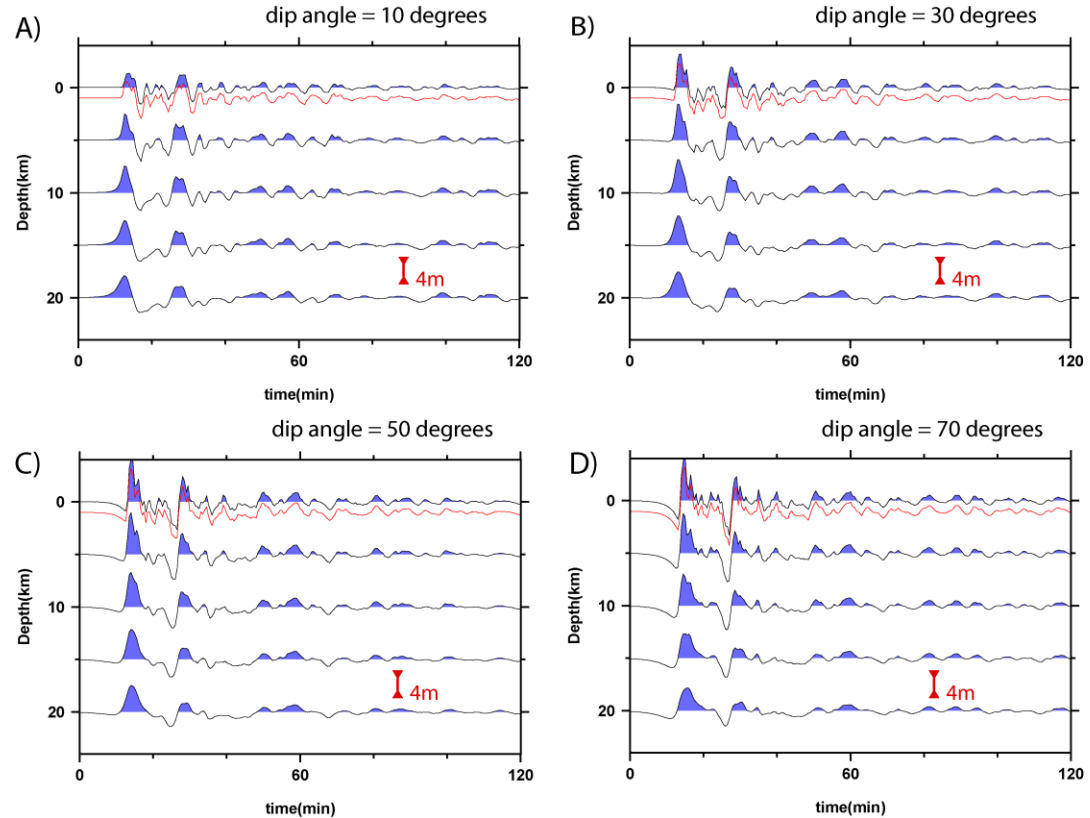 A)
dip angle = 10 degrees
0
10
20
Depth(km)
4m
0
60
120
time(min)
B)
dip angle = 30 degrees
0
10
20
Depth(km)
4m
0
60
120
time(min)
C)
dip angle = 50 degrees
0
10
20
Depth(km)
4m
0
60
120
time(min)
D)
dip angle = 70 degrees
0
10
20
Depth(km)
4m
0
60
120
time(min)